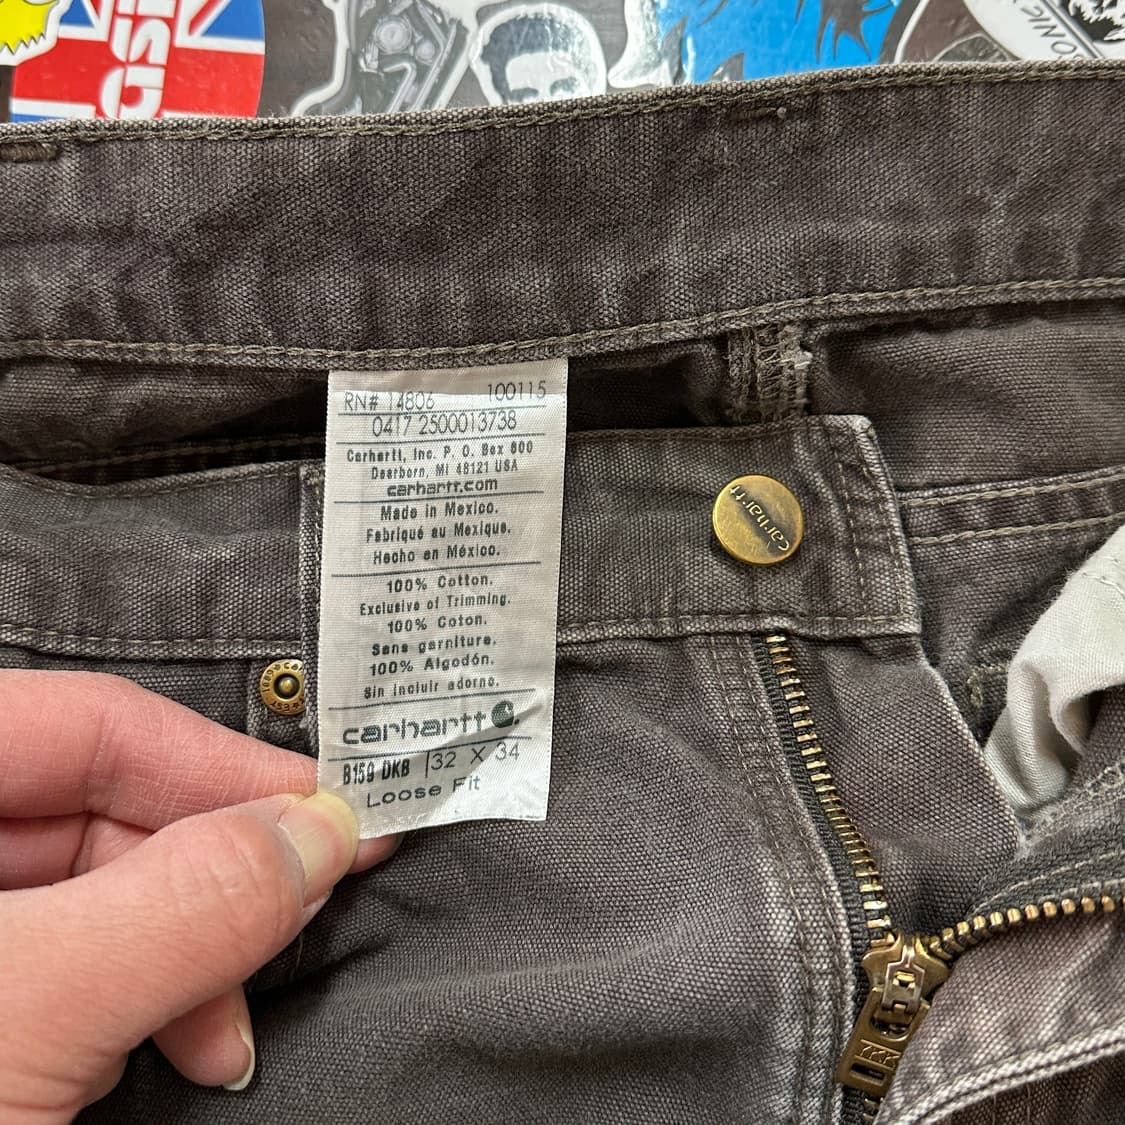 RN# 14806 100115
0417 2500013738
Carhartt, Inc. P. O. Box 600
Dearborn, MI 48121 USA
carhartt.com
Made in Mexico.
Fabriqué au Mexique.
Hecho en México.
100% Cotton.
Exclusive of Trimming.
100% Coton.
Sans garniture.
100% Algodón.
Sin incluir adorno.
carhartt
B159 DKB 32 X 34
Loose Fit
carhartt
YKK